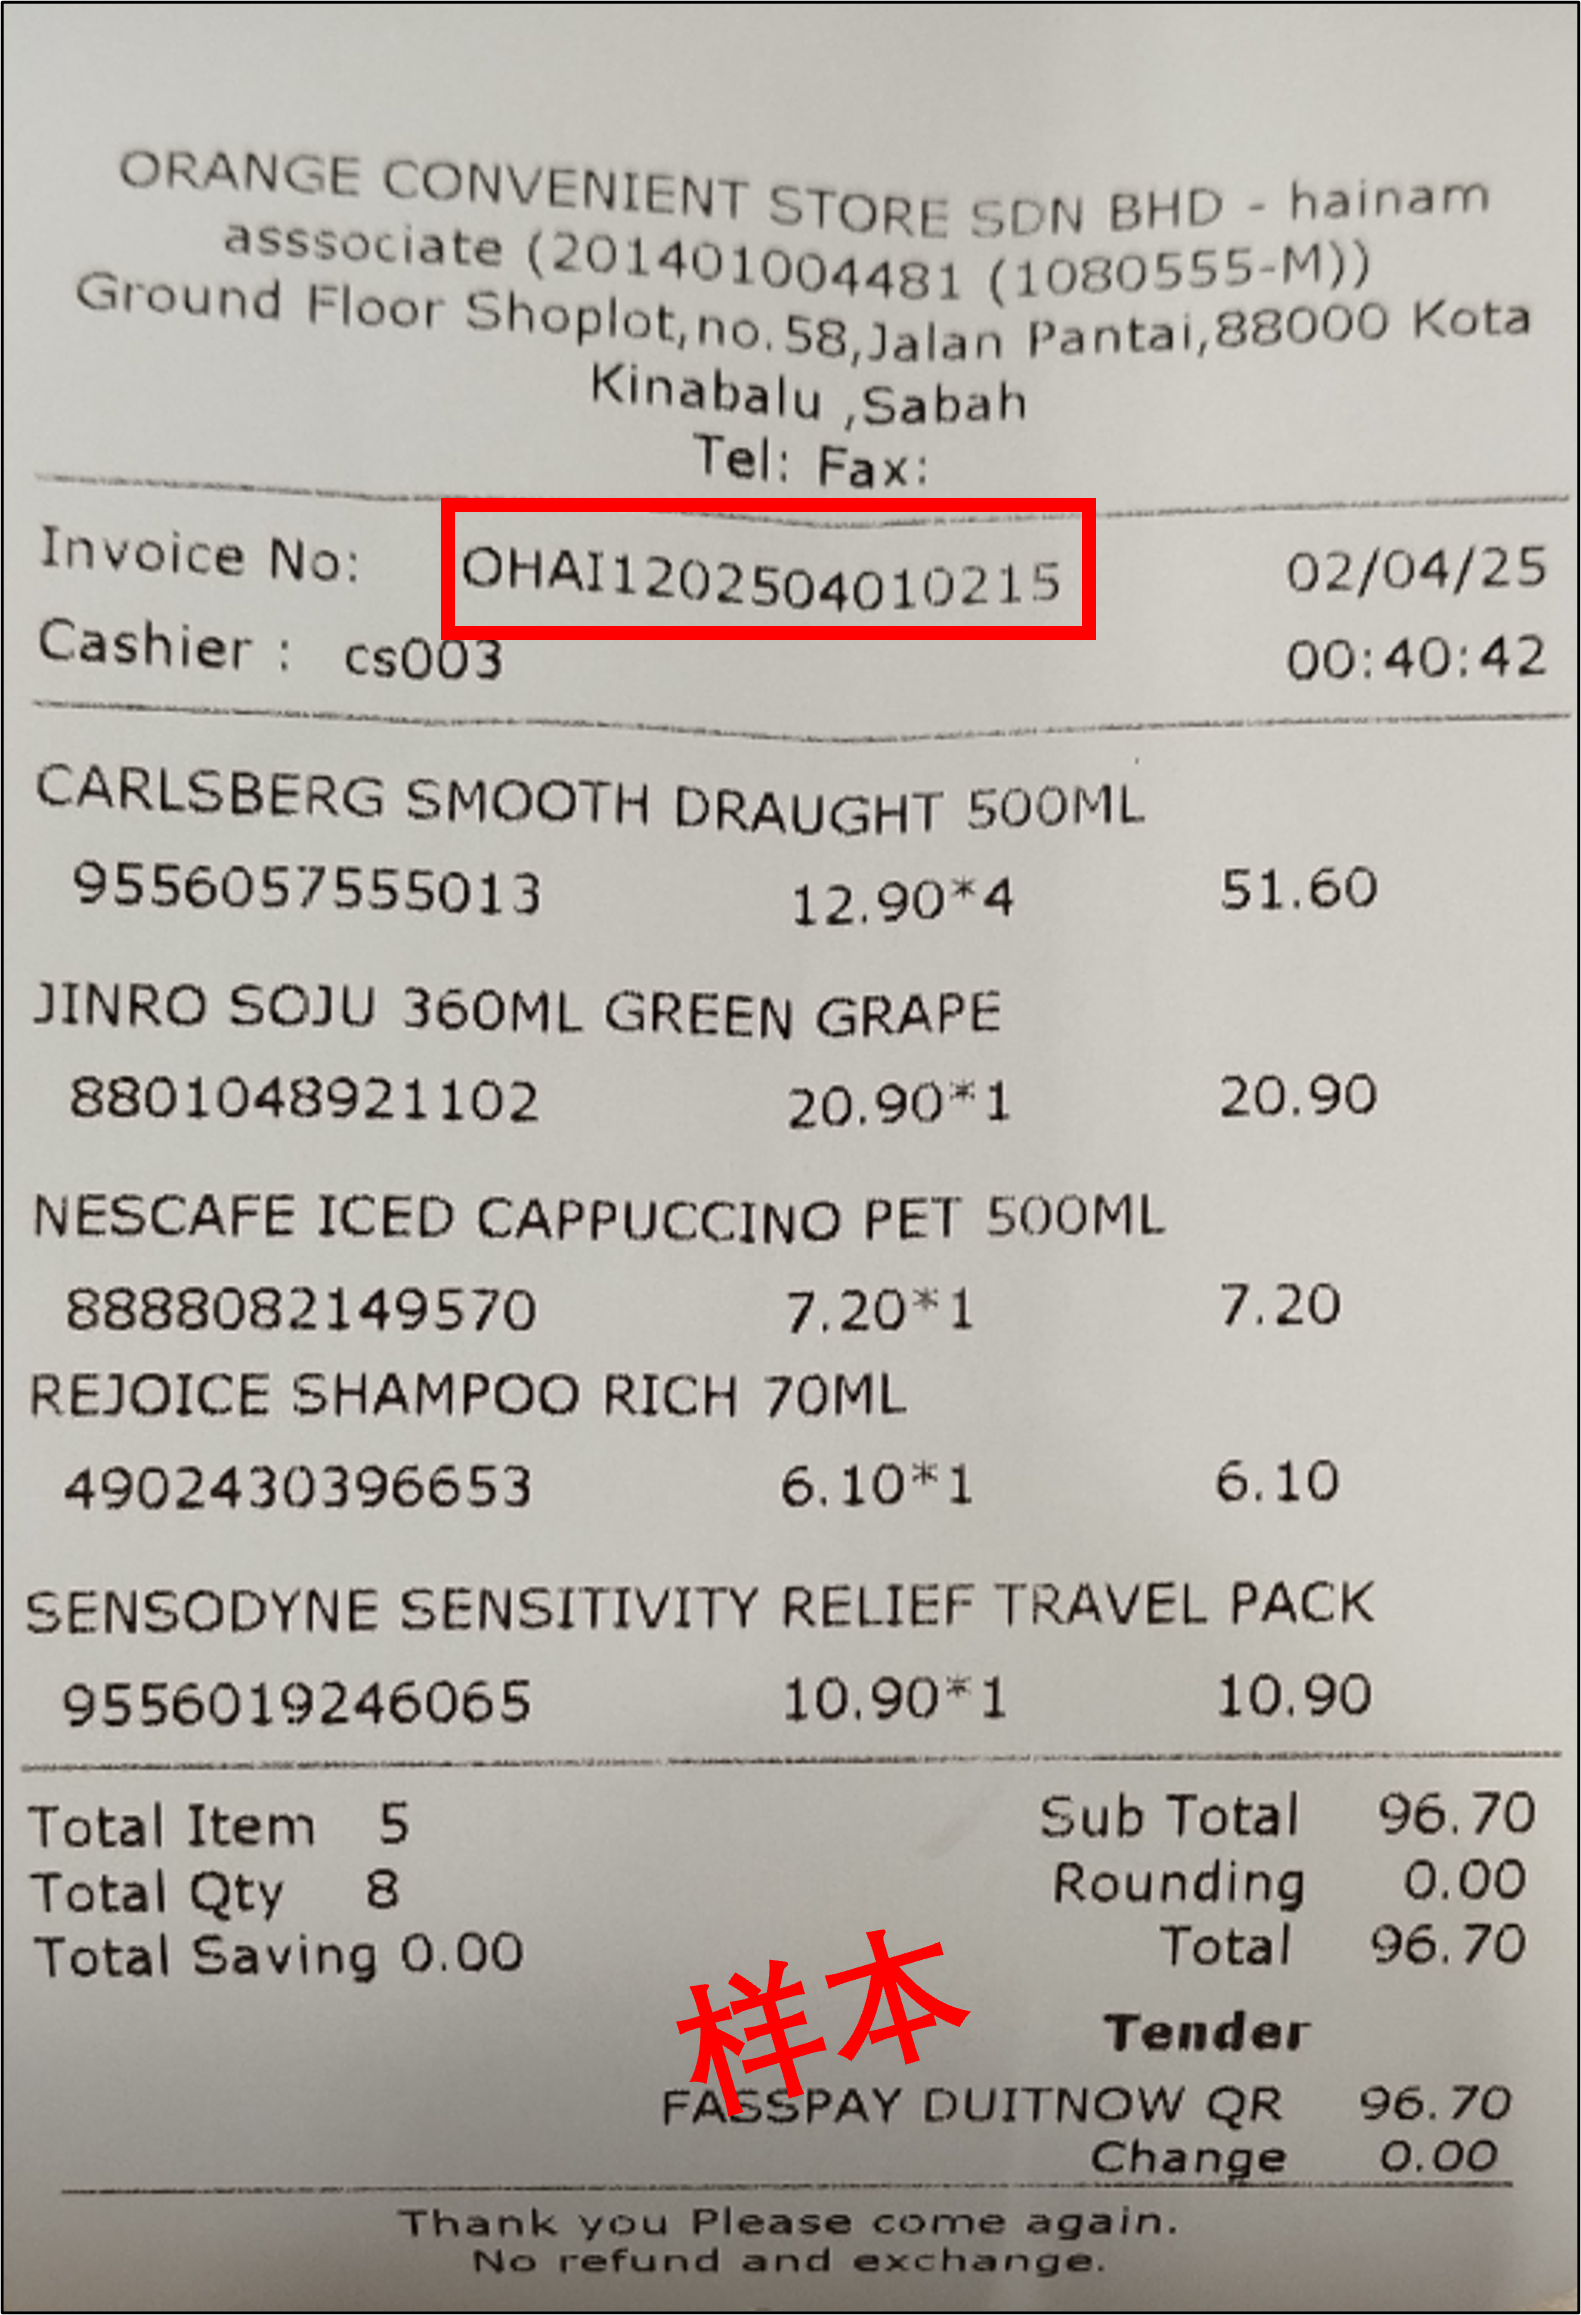 ORANGE CONVENIENT STORE SDN BHD - hainam
asssociate (201401004481 (1080555-M))
Ground Floor Shoplot,no.58,Jalan Pantai,88000 Kota
Kinabalu ,Sabah
Tel: Fax:
Invoice No: OHAI1202504010215 02/04/25
Cashier : cs003 00:40:42
CARLSBERG SMOOTH DRAUGHT 500ML
9556057555013 12.90*4 51.60
JINRO SOJU 360ML GREEN GRAPE
8801048921102 20.90*1 20.90
NESCAFE ICED CAPPUCCINO PET 500ML
8888082149570 7.20*1 7.20
REJOICE SHAMPOO RICH 70ML
4902430396653 6.10*1 6.10
SENSODYNE SENSITIVITY RELIEF TRAVEL PACK
9556019246065 10.90*1 10.90
Total Item 5 Sub Total 96.70
Total Qty 8 Rounding 0.00
Total Saving 0.00 Total 96.70
样本
Tender
FASSPAY DUITNOW QR 96.70
Change 0.00
Thank you Please come again.
No refund and exchange.